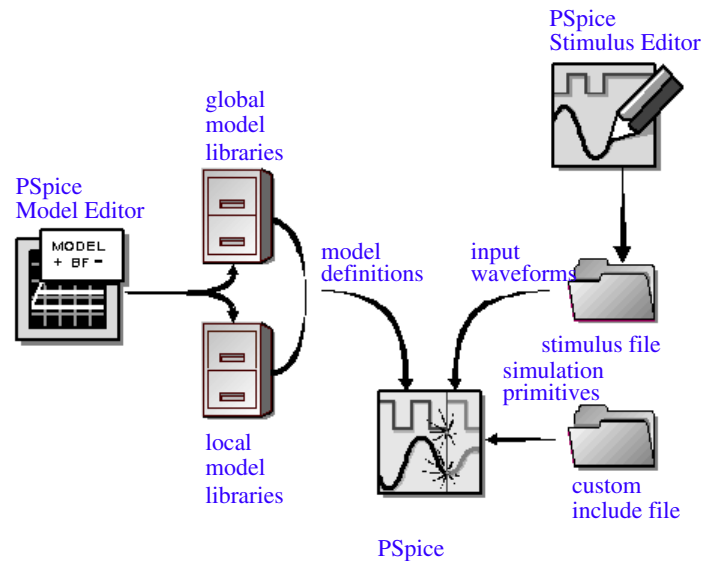 PSpice
Stimulus Editor
global
model
libraries
PSpice
Model Editor
MODEL
+ BF =
model
definitions
input
waveforms
stimulus file
simulation
primitives
local
model
libraries
custom
include file
PSpice